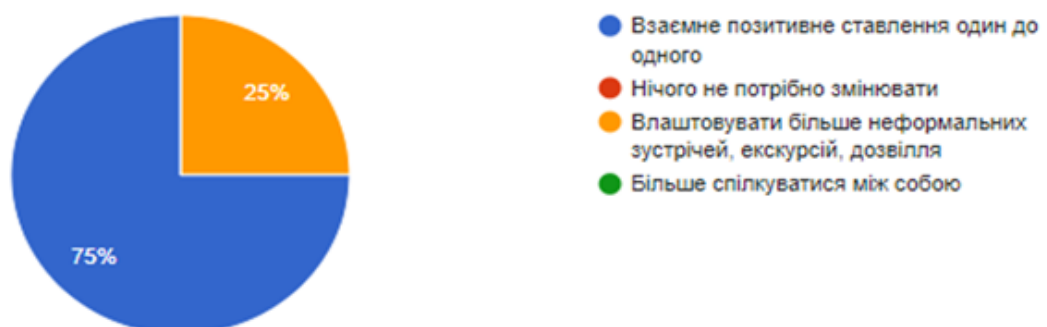 25%
75%
Взаємне позитивне ставлення один до
одного
Нічого не потрібно змінювати
Влаштовувати більше неформальних
зустрічей, екскурсій, дозвілля
Більше спілкуватися між собою